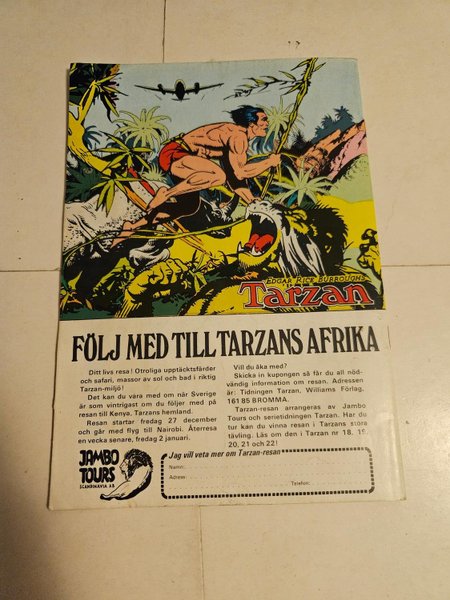 EDGAR RICE BURROUGHS
Tarzan
FÖLJ MED TILL TARZANS AFRIKA
Ditt livs resa! Otroliga upptäcktsfärder
och safari, massor av sol och bad i riktig
Tarzan-miljö!
Det kan du vara med om när Sverige
är som vintrigast om du följer med på
resan till Kenya. Tarzans hemland.
Resan startar fredag 27 december
och går med flyg till Nairobi. Återresa
en vecka senare, fredag 2 januari.
Vill du åka med?
Skicka in kupongen så får du all nöd-
vändig information om resan. Adressen
är: Tidningen Tarzan, Williams Förlag,
161 85 BROMMA.
Tarzan-resan arrangeras av Jambo
Tours och serietidningen Tarzan. Har du
tur kan du vinna resan i Tarzans stora
tävling. Läs om den i Tarzan nr 18, 19,
20, 21 och 22!
JAMBO
TOURS
SCANDINAVIA AB
Jag vill veta mer om Tarzan-resan
Namn:
Adress:
Telefon: